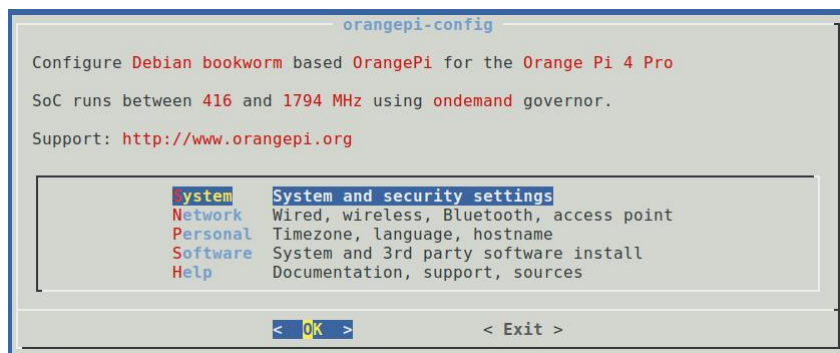 orangepi-config
Configure Debian bookworm based OrangePi for the Orange Pi 4 Pro
SoC runs between 416 and 1794 MHz using ondemand governor.
Support: http://www.orangepi.org
System System and security settings
Network Wired, wireless, Bluetooth, access point
Personal Timezone, language, hostname
Software System and 3rd party software install
Help Documentation, support, sources
< OK > < Exit >